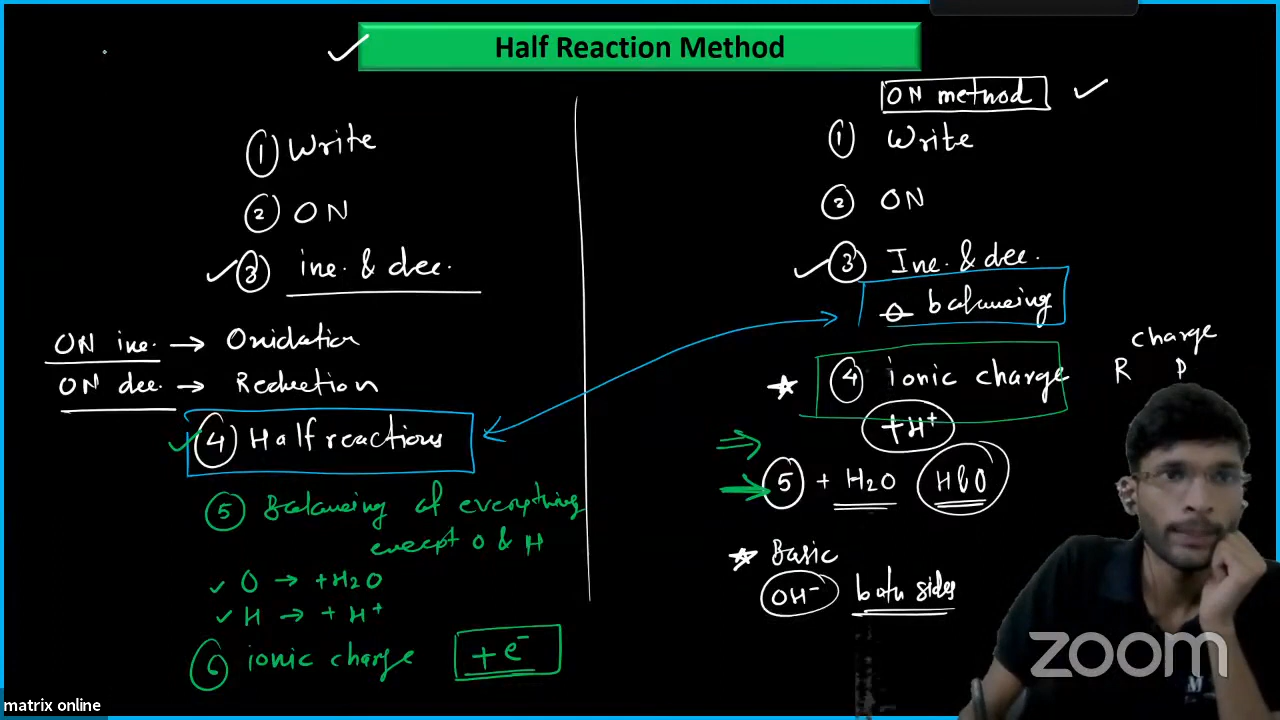 Half Reaction Method
① Write
② ON
③ inc. & dec.
ON inc. → Oxidation
ON dec. → Reduction
④ Half reactions
⑤ Balancing of everything
except O & H
O → + H2O
H → + H+
⑥ ionic charge + e-
ON method
① Write
② ON
③ Inc. & dec.
balancing
④ ionic charge
+H+
charge
R P
⑤ + H2O H & O
Basic
OH- both sides
zoom
M
matrix online